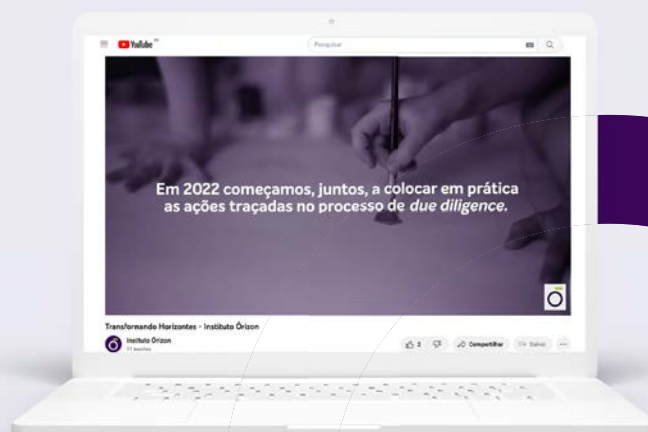 YouTube
Pesquisar
Em 2022 começamos, juntos, a colocar em prática
as ações traçadas no processo de due diligence.
Transformando Horizontes - Instituto Órizon
Instituto Órizon
2
Compartilhar